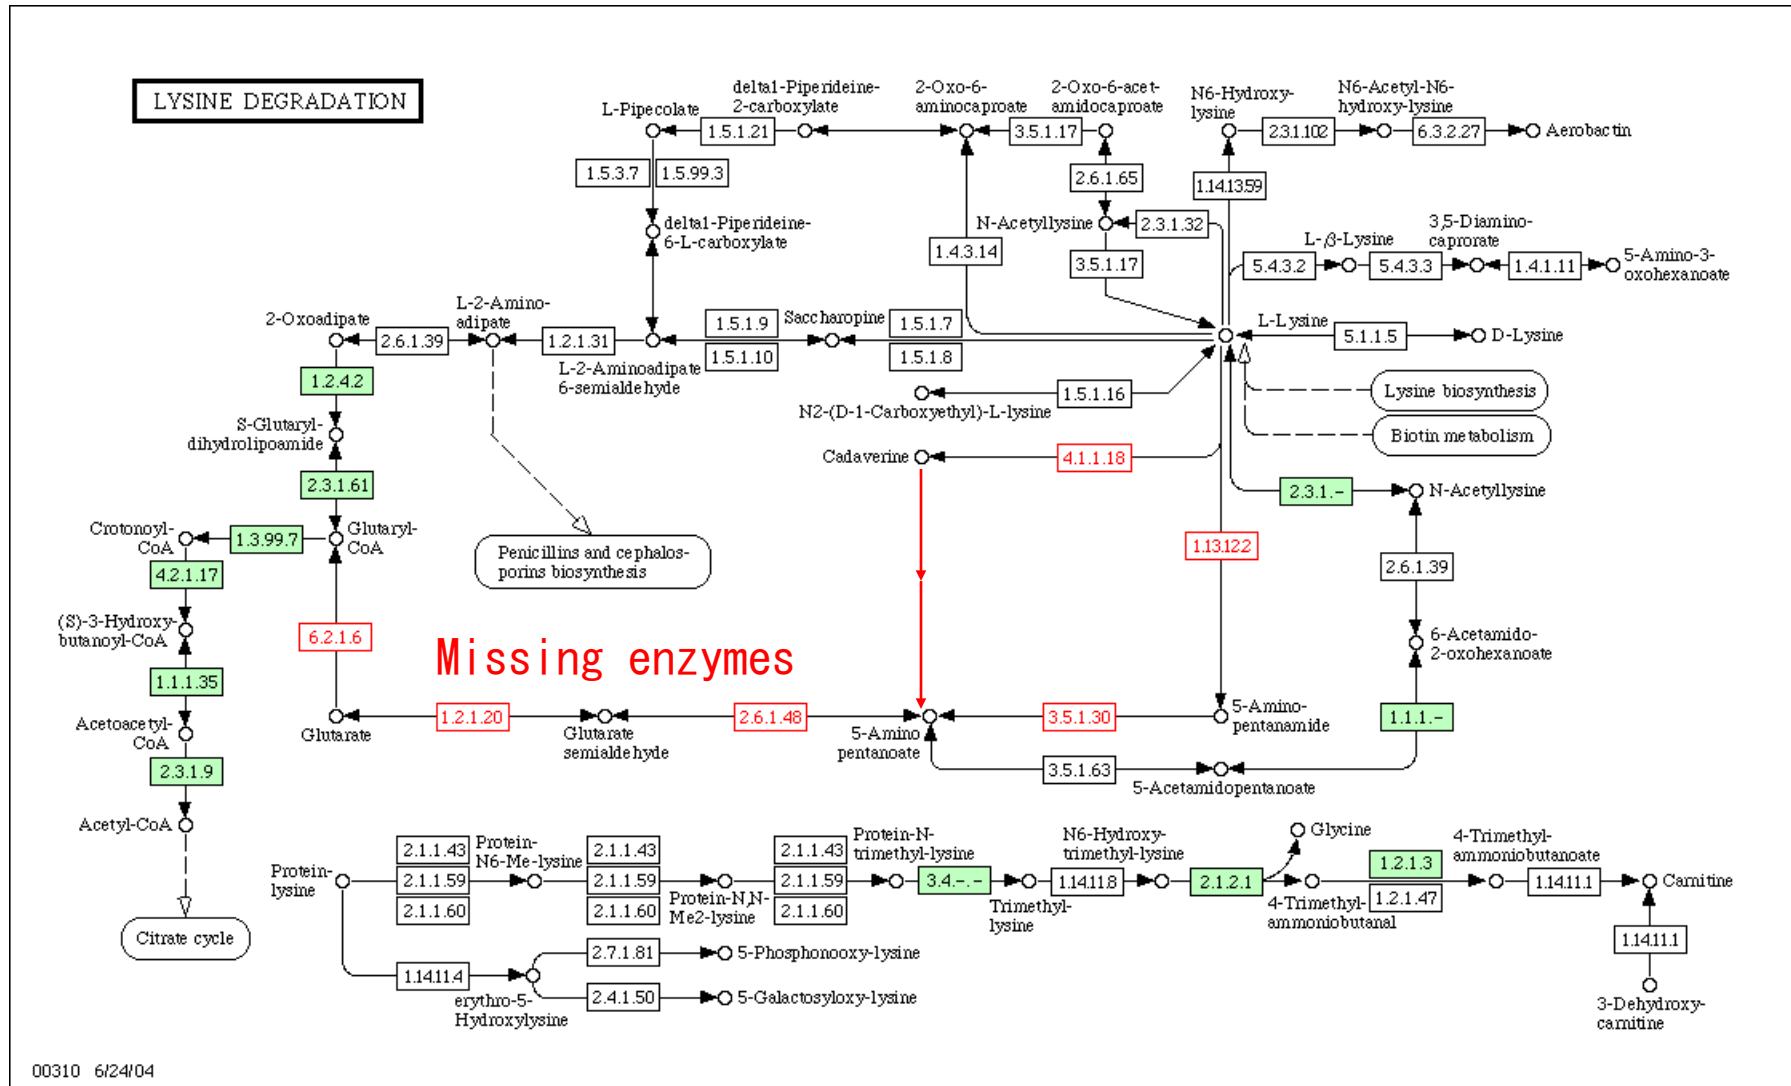 LYSINE DEGRADATION
delta1-Piperideine-
2-carboxylate
2-Oxo-6-
aminocaproate
2-Oxo-6-acet-
amidocaproate
N6-Hydroxy-
lysine
N6-Acetyl-N6-
hydroxy-lysine
L-Pipecolate
1.5.1.21
3.5.1.17
2.3.1.102
6.3.2.27
Aerobactin
1.5.3.7
1.5.99.3
2.6.1.65
1.14.13.59
delta1-Piperideine-
6-L-carboxylate
N-Acetyllysine
2.3.1.32
1.4.3.14
3.5.1.17
L-β-Lysine
3,5-Diamino-
caprorate
5.4.3.2
5.4.3.3
1.4.1.11
5-Amino-3-
oxohexanoate
2-Oxoadipate
L-2-Amino-
adipate
2.6.1.39
1.2.1.31
L-2-Aminoadipate
6-semialdehyde
1.5.1.9
1.5.1.10
Saccharopine
1.5.1.7
1.5.1.8
L-Lysine
5.1.1.5
D-Lysine
1.2.4.2
1.5.1.16
N2-(D-1-Carboxyethyl)-L-lysine
Lysine biosynthesis
Biotin metabolism
S-Glutaryl-
dihydrolipoamide
Cadaverine
4.1.1.18
2.3.1.61
2.3.1.-
N-Acetyllysine
Crotonoyl-
CoA
1.3.99.7
Glutaryl-
CoA
Penicillins and cephalos-
porins biosynthesis
1.13.12.2
4.2.1.17
2.6.1.39
(S)-3-Hydroxy-
butanoyl-CoA
6.2.1.6
Missing enzymes
6-Acetamido-
2-oxohexanoate
1.1.1.35
Acetoacetyl-
CoA
Glutarate
1.2.1.20
Glutarate
semialdehyde
2.6.1.48
5-Amino
pentanoate
3.5.1.30
5-Amino-
pentanamide
1.1.1.-
2.3.1.9
3.5.1.63
5-Acetamidopentanoate
Acetyl-CoA
Citrate cycle
Protein-
lysine
2.1.1.43
2.1.1.59
2.1.1.60
Protein-
N6-Me-lysine
2.1.1.43
2.1.1.59
2.1.1.60
Protein-N,N-
Me2-lysine
2.1.1.43
2.1.1.59
2.1.1.60
Protein-N-
trimethyl-lysine
3.4.-.-
Trimethyl-
lysine
1.14.11.8
N6-Hydroxy-
trimethyl-lysine
2.1.2.1
Glycine
4-Trimethyl-
ammoniobutanal
1.2.1.3
1.2.1.47
4-Trimethyl-
ammoniobutanoate
1.14.11.1
Carnitine
1.14.11.1
3-Dehydroxy-
carnitine
1.14.11.4
erythro-5-
Hydroxylysine
2.7.1.81
5-Phosphonooxy-lysine
2.4.1.50
5-Galactosyloxy-lysine
00310 6/24/04